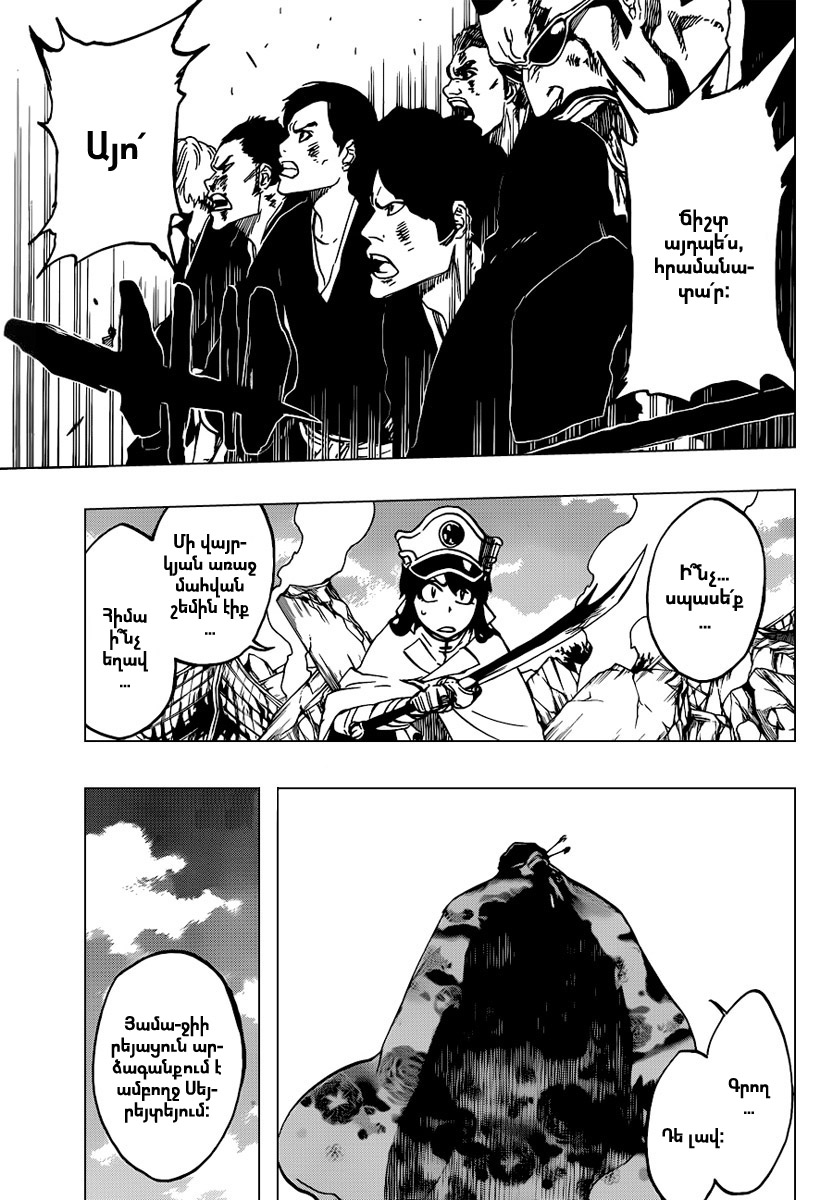 Ճիշտ
այդպե՛ս,
հրամանա-
տա՛ր:
Այո՛
Ի՞նչ...
սպասե՛ք
...
Մի վայր-
կյան առաջ
մահվան
շեմին էիք
...
Հիմա
ի՞նչ
եղավ
...
Գրող
...
Դե լավ:
Յամա-ջիի
րեյացուն ար-
ձագանքում է
ամբողջ Սեյ-
րեյտեյում: